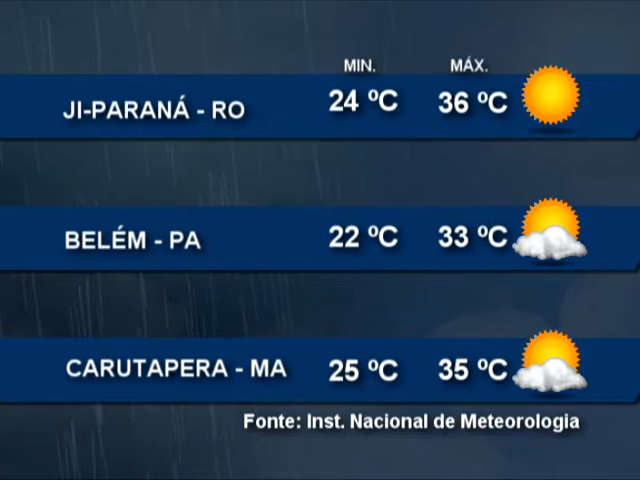 MIN. MÁX.
JI-PARANÁ - RO 24 ºC 36 ºC
BELÉM - PA 22 ºC 33 ºC
CARUTAPERA - MA 25 ºC 35 ºC
Fonte: Inst. Nacional de Meteorologia